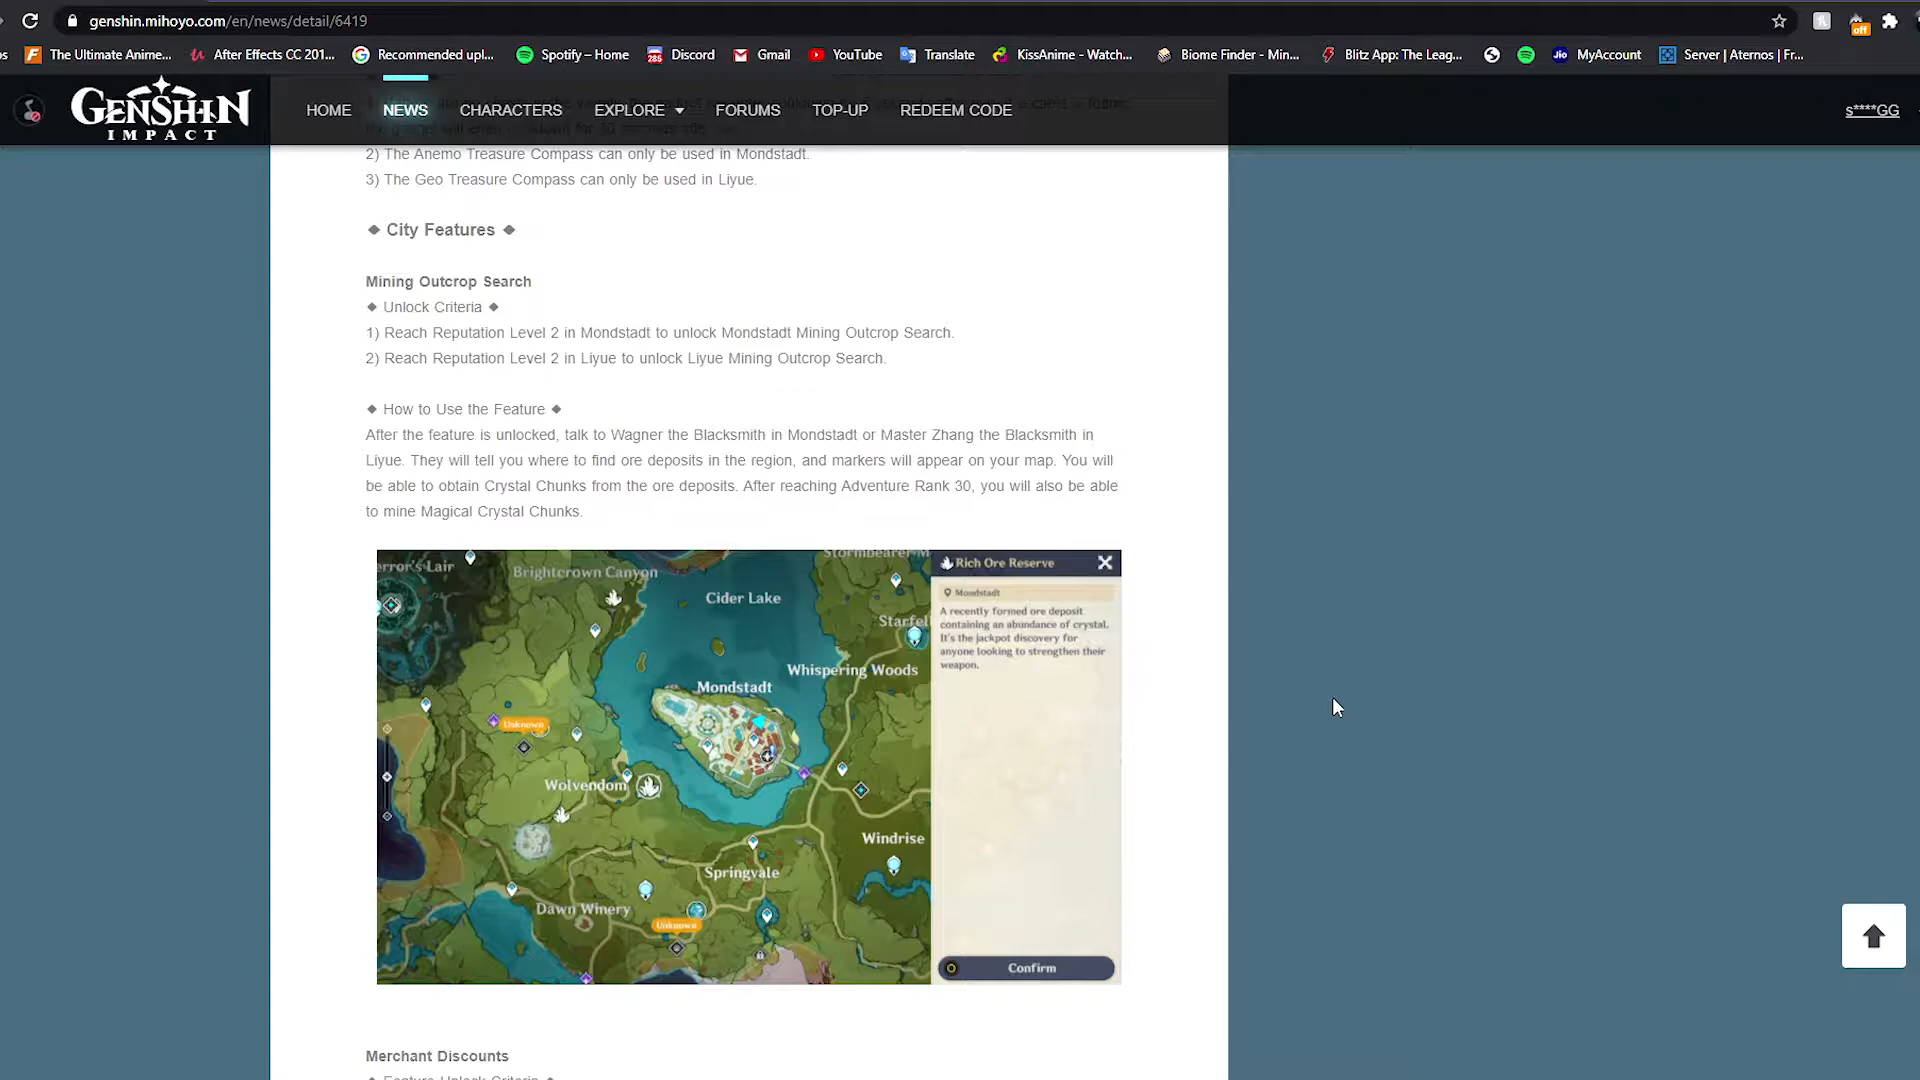 genshin.mihoyo.com/en/news/detail/6419
The Ultimate Anime... After Effects CC 201... Recommended upl... Spotify – Home Discord Gmail YouTube Translate KissAnime - Watch... Biome Finder - Min... Blitz App: The Leag... MyAccount Server | Aternos | Fr...
GENSHIN
IMPACT
HOME NEWS CHARACTERS EXPLORE FORUMS TOP-UP REDEEM CODE
s****GG
2) The Anemo Treasure Compass can only be used in Mondstadt.
3) The Geo Treasure Compass can only be used in Liyue.
◆ City Features ◆
Mining Outcrop Search
◆ Unlock Criteria ◆
1) Reach Reputation Level 2 in Mondstadt to unlock Mondstadt Mining Outcrop Search.
2) Reach Reputation Level 2 in Liyue to unlock Liyue Mining Outcrop Search.
◆ How to Use the Feature ◆
After the feature is unlocked, talk to Wagner the Blacksmith in Mondstadt or Master Zhang the Blacksmith in
Liyue. They will tell you where to find ore deposits in the region, and markers will appear on your map. You will
be able to obtain Crystal Chunks from the ore deposits. After reaching Adventure Rank 30, you will also be able
to mine Magical Crystal Chunks.
error's Lair
Brightcrown Canyon
Stormbearer M
Cider Lake
Starfel
Whispering Woods
Mondstadt
Unknown
Wolvendom
Windrise
Springvale
Dawn Winery
Unknown
Rich Ore Reserve
Mondstadt
A recently formed ore deposit
containing an abundance of crystal.
It's the jackpot discovery for
anyone looking to strengthen their
weapon.
Confirm
Merchant Discounts
◆ Feature Unlock Criteria ◆